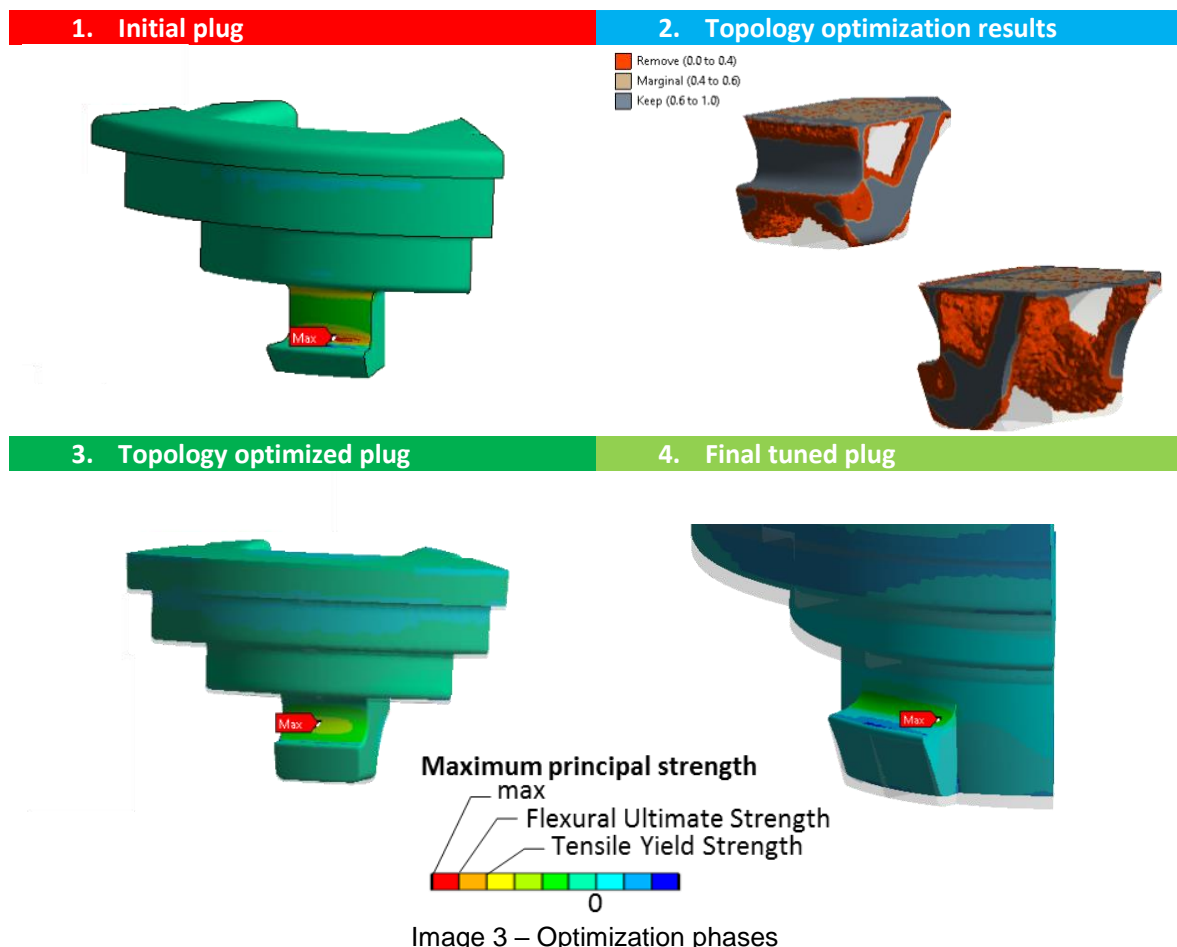 1. Initial plug
2. Topology optimization results
Remove (0.0 to 0.4)
Marginal (0.4 to 0.6)
Keep (0.6 to 1.0)
Max
3. Topology optimized plug
4. Final tuned plug
Max
Max
Maximum principal strength
max
Flexural Ultimate Strength
Tensile Yield Strength
0
Image 3 – Optimization phases